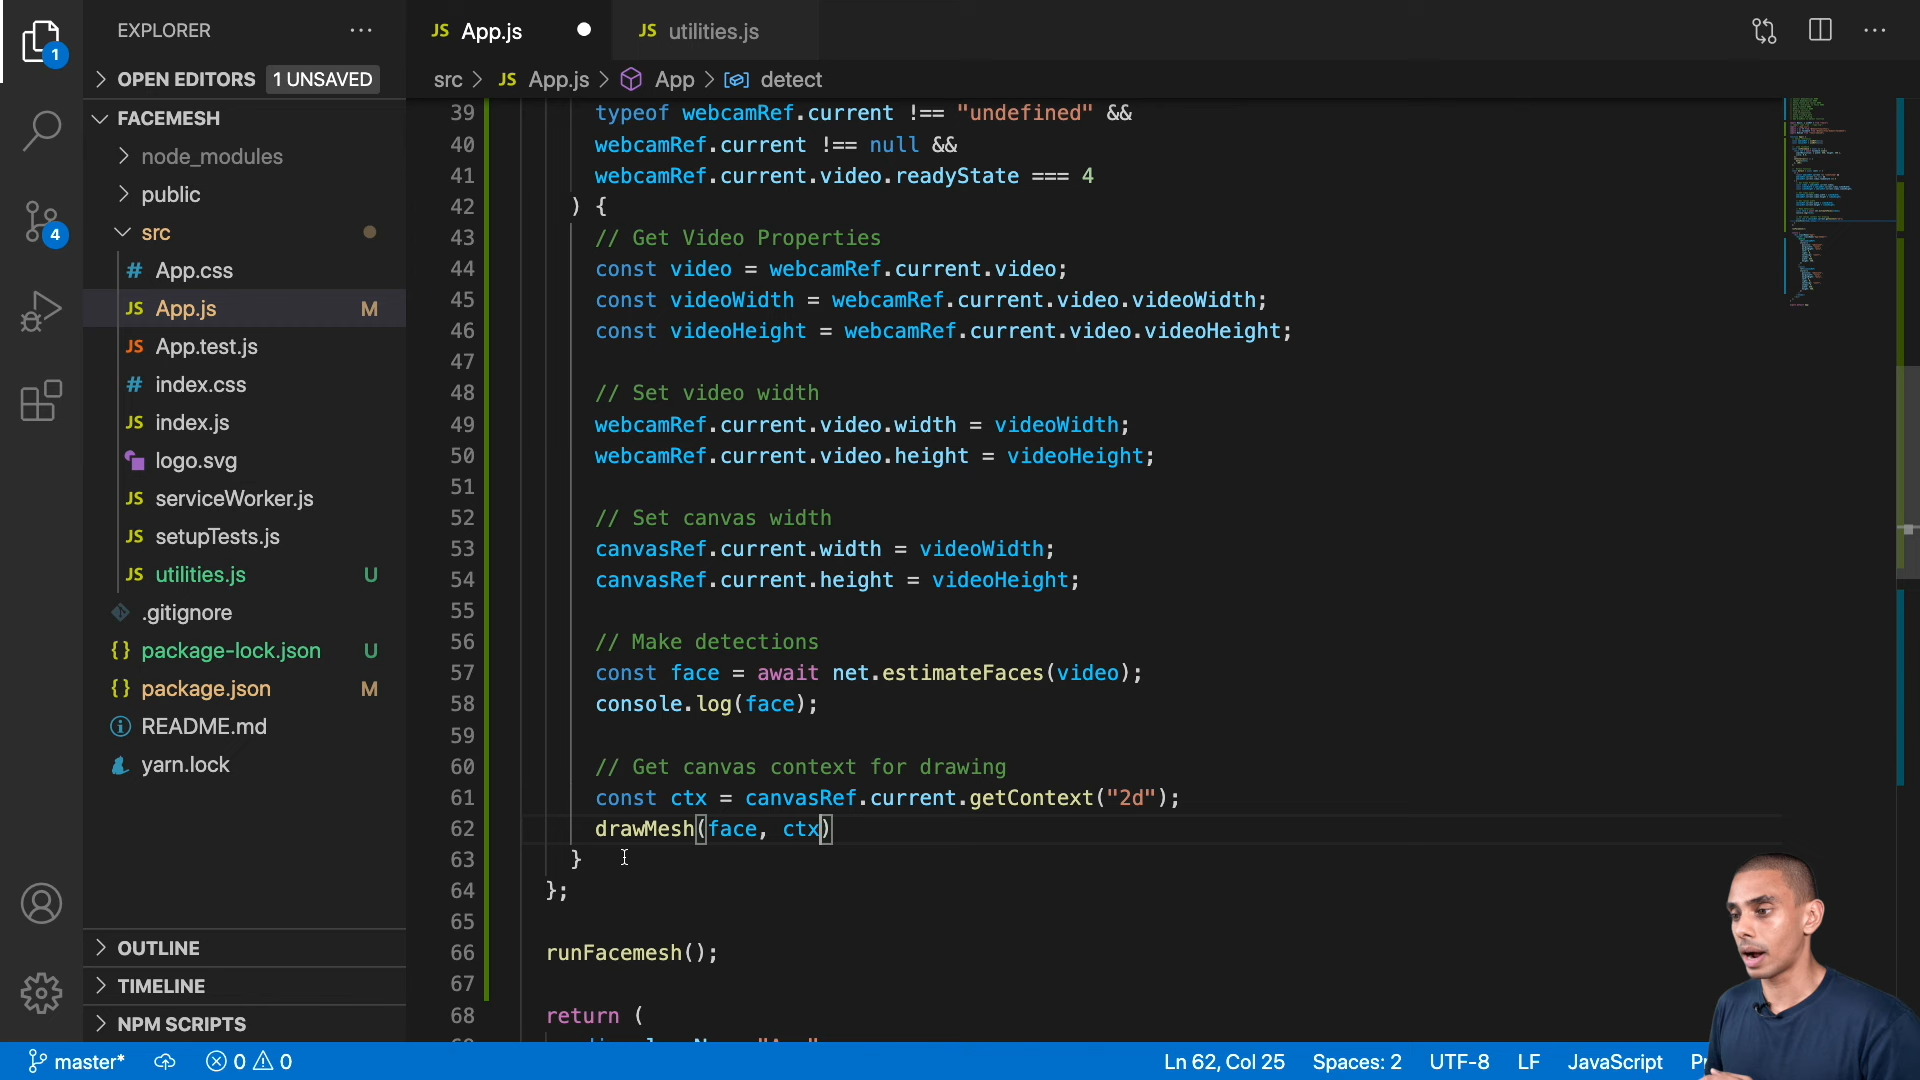 EXPLORER
OPEN EDITORS 1 UNSAVED
FACEMESH
node_modules
public
src
# App.css
JS App.js M
JS App.test.js
# index.css
JS index.js
logo.svg
JS serviceWorker.js
JS setupTests.js
JS utilities.js U
.gitignore
{} package-lock.json U
{} package.json M
README.md
yarn.lock
OUTLINE
TIMELINE
NPM SCRIPTS
1
4
JS App.js
JS utilities.js
src > JS App.js > App > detect
39 typeof webcamRef.current !== "undefined" &&
40 webcamRef.current !== null &&
41 webcamRef.current.video.readyState === 4
42 ) {
43 // Get Video Properties
44 const video = webcamRef.current.video;
45 const videoWidth = webcamRef.current.video.videoWidth;
46 const videoHeight = webcamRef.current.video.videoHeight;
47
48 // Set video width
49 webcamRef.current.video.width = videoWidth;
50 webcamRef.current.video.height = videoHeight;
51
52 // Set canvas width
53 canvasRef.current.width = videoWidth;
54 canvasRef.current.height = videoHeight;
55
56 // Make detections
57 const face = await net.estimateFaces(video);
58 console.log(face);
59
60 // Get canvas context for drawing
61 const ctx = canvasRef.current.getContext("2d");
62 drawMesh(face, ctx)
63 }
64 };
65
66 runFacemesh();
67
68 return (
master* 0 0 Ln 62, Col 25 Spaces: 2 UTF-8 LF JavaScript